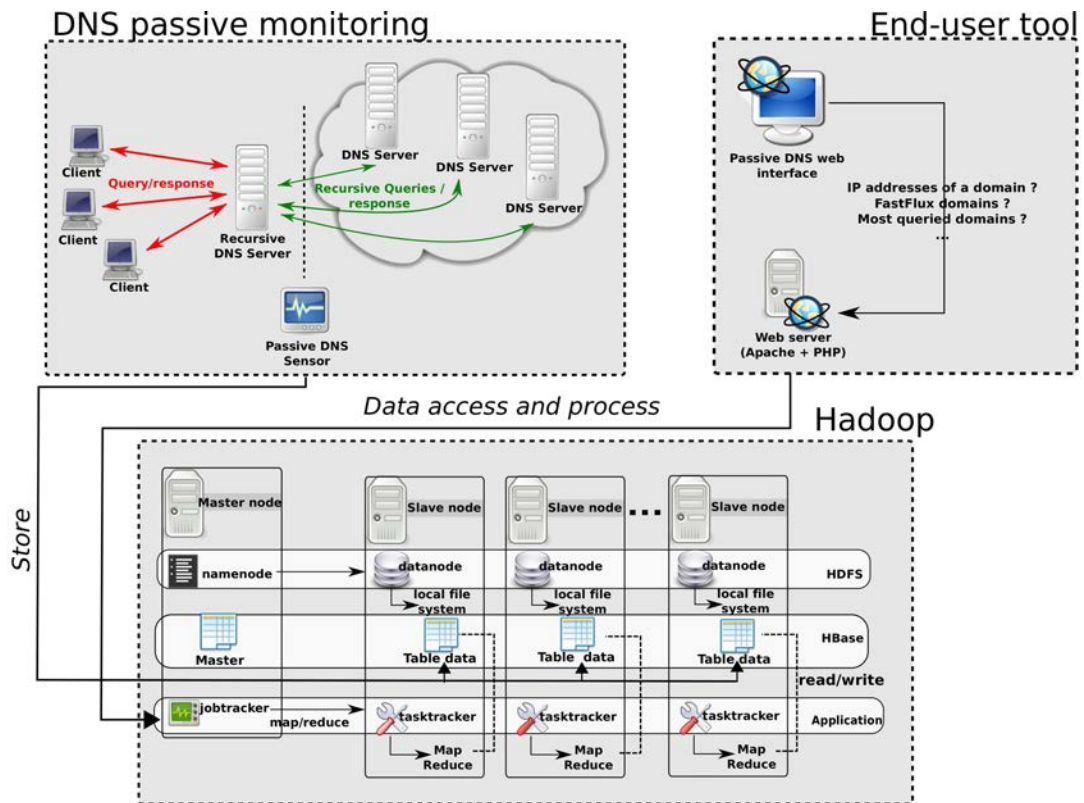 DNS passive monitoring
End-user tool
DNS Server
DNS Server
DNS Server
Client
Client
Client
Query/response
Recursive Queries /
response
Recursive
DNS Server
Passive DNS
Sensor
Passive DNS web
interface
IP addresses of a domain ?
FastFlux domains ?
Most queried domains ?
...
Web server
(Apache + PHP)
Data access and process
Store
Hadoop
Master node
Slave node
Slave node
...
Slave node
namenode
datanode
datanode
datanode
HDFS
local file
system
local file
system
local file
system
Master
Table data
Table data
Table data
HBase
read/write
jobtracker
map/reduce
tasktracker
tasktracker
tasktracker
Application
Map
Reduce
Map
Reduce
Map
Reduce